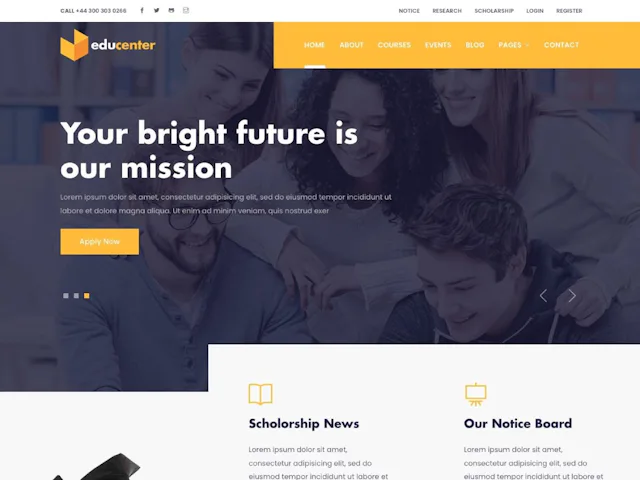 CALL +44 300 303 0266
NOTICE RESEARCH SCHOLARSHIP LOGIN REGISTER
educenter
HOME ABOUT COURSES EVENTS BLOG PAGES CONTACT
Your bright future is
our mission
Lorem ipsum dolor sit amet, consectetur adipisicing elit, sed do eiusmod tempor incididunt ut
labore et dolore magna aliqua. Ut enim ad minim veniam, quis nostrud exer
Apply Now
Scholorship News
Lorem ipsum dolor sit amet,
consectetur adipisicing elit, sed do
eiusmod tempor incididunt ut labore et
Our Notice Board
Lorem ipsum dolor sit amet,
consectetur adipisicing elit, sed do
eiusmod tempor incididunt ut labore et